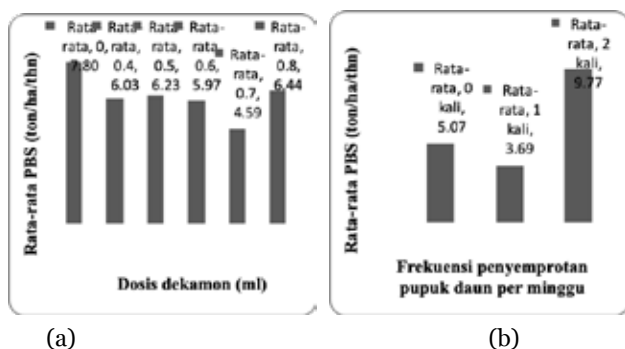 Rata-rata PBS (ton/ha/thn)
Rata-
rata, 0,
7.80
Rata-
rata,
0.4,
6.03
Rata-
rata,
0.5,
6.23
Rata-
rata,
0.6,
5.97
Rata-
rata,
0.7,
4.59
Rata-
rata,
0.8,
6.44
Dosis dekamon (ml)
(a)
Rata-rata PBS (ton/ha/thn)
Rata-
rata, 0
kali,
5.07
Rata-
rata, 1
kali,
3.69
Rata-
rata, 2
kali,
9.77
Frekuensi penyemprotan
pupuk daun per minggu
(b)